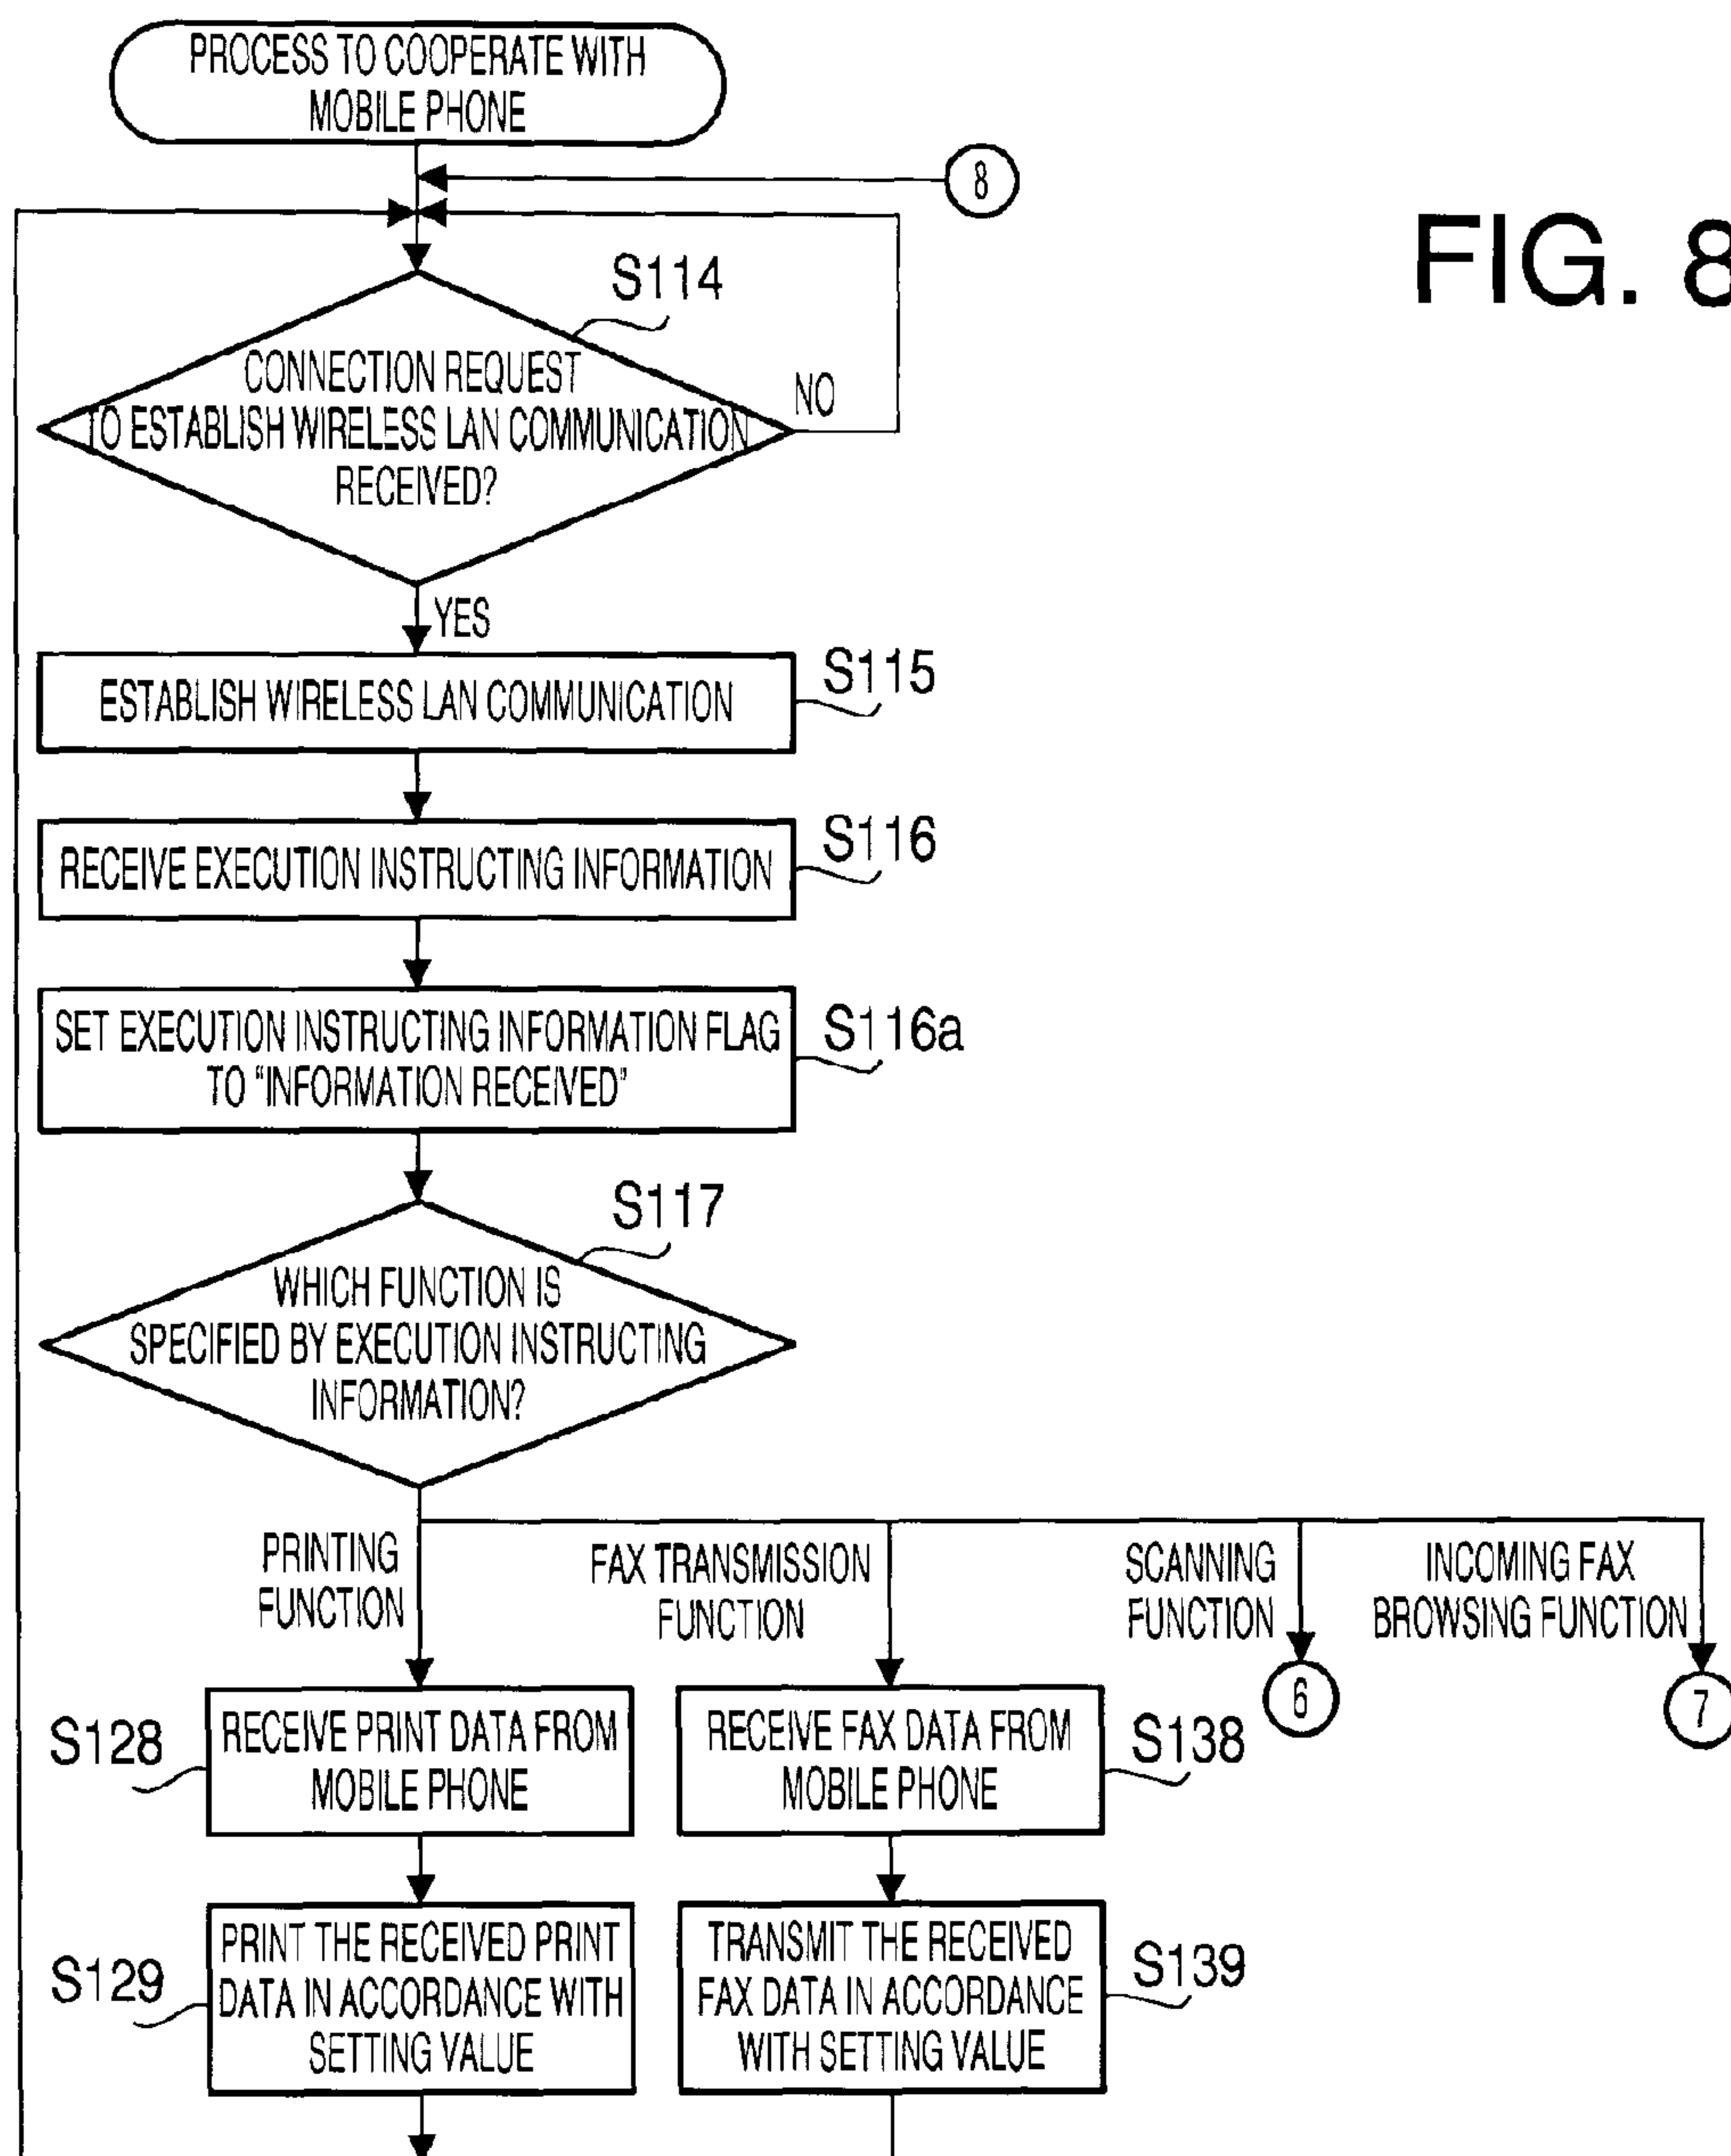 PROCESS TO COOPERATE WITH
MOBILE PHONE
8
FIG. 8
S114
CONNECTION REQUEST
TO ESTABLISH WIRELESS LAN COMMUNICATION
RECEIVED?
NO
YES
ESTABLISH WIRELESS LAN COMMUNICATION
S115
RECEIVE EXECUTION INSTRUCTING INFORMATION
S116
SET EXECUTION INSTRUCTING INFORMATION FLAG
TO "INFORMATION RECEIVED"
S116a
S117
WHICH FUNCTION IS
SPECIFIED BY EXECUTION INSTRUCTING
INFORMATION?
PRINTING
FUNCTION
FAX TRANSMISSION
FUNCTION
SCANNING
FUNCTION
INCOMING FAX
BROWSING FUNCTION
6
7
S128
RECEIVE PRINT DATA FROM
MOBILE PHONE
RECEIVE FAX DATA FROM
MOBILE PHONE
S138
S129
PRINT THE RECEIVED PRINT
DATA IN ACCORDANCE WITH
SETTING VALUE
TRANSMIT THE RECEIVED
FAX DATA IN ACCORDANCE
WITH SETTING VALUE
S139